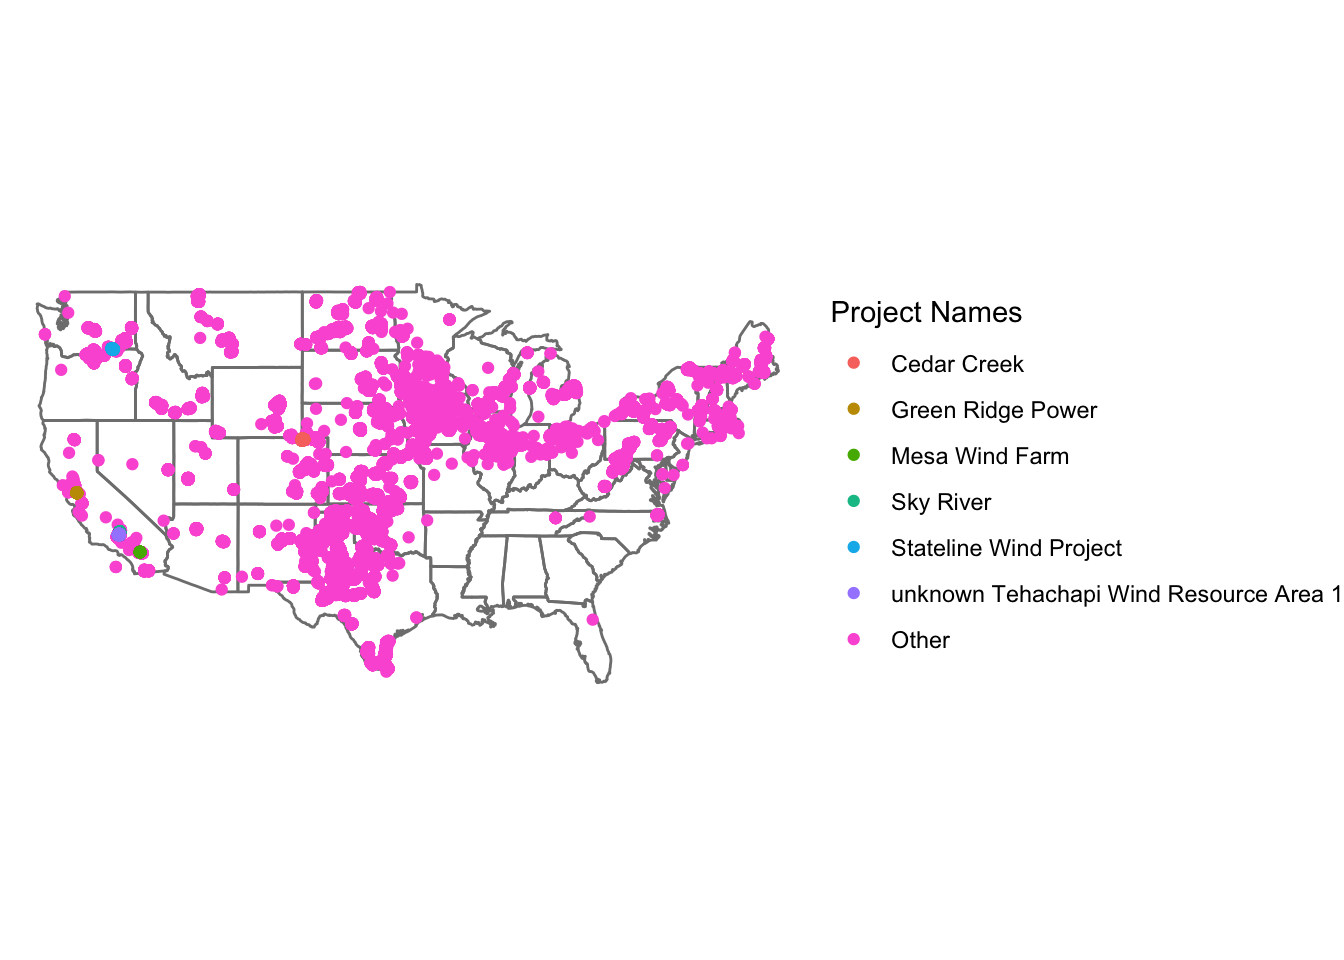 Project Names
Cedar Creek
Green Ridge Power
Mesa Wind Farm
Sky River
Stateline Wind Project
unknown Tehachapi Wind Resource Area 1
Other